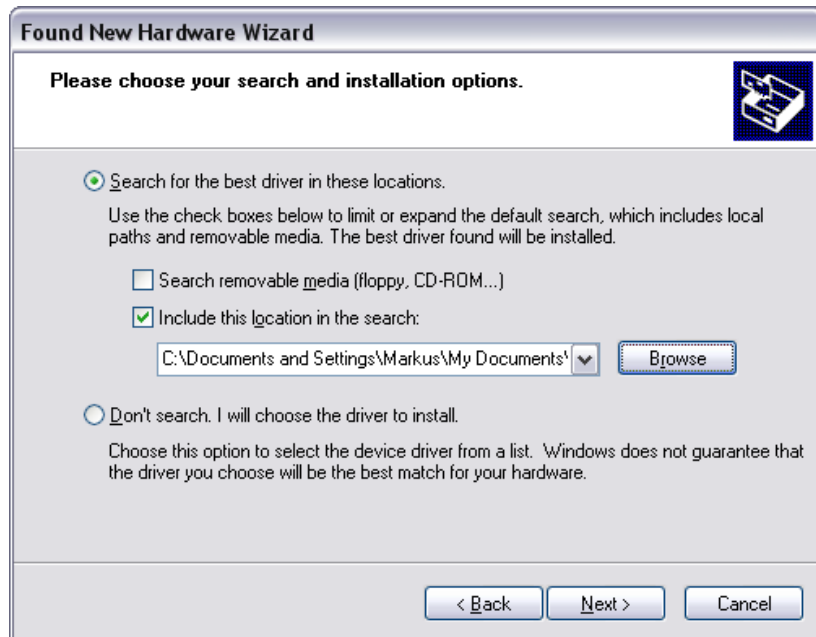 Found New Hardware Wizard
Please choose your search and installation options.
Search for the best driver in these locations.
Use the check boxes below to limit or expand the default search, which includes local
paths and removable media. The best driver found will be installed.
Search removable media (floppy, CD-ROM...)
Include this location in the search:
C:\Documents and Settings\Markus\My Documents\
Browse
Don't search. I will choose the driver to install.
Choose this option to select the device driver from a list. Windows does not guarantee that
the driver you choose will be the best match for your hardware.
< Back
Next >
Cancel